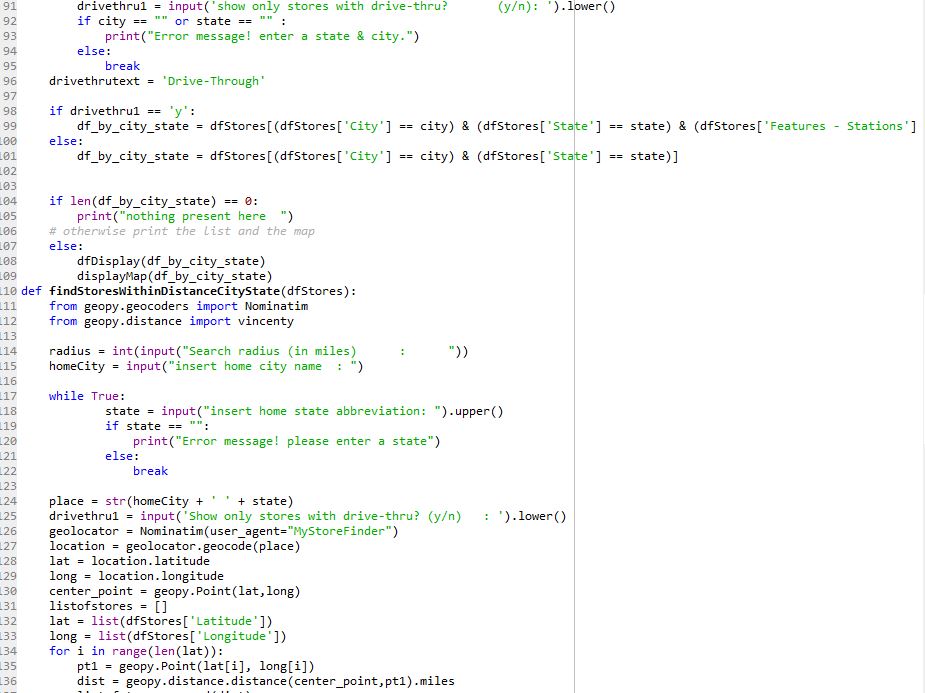 91 drivethru1 = input('show only stores with drive-thru?       (y/n): ').lower()
92 if city == "" or state == "" :
93 print("Error message! enter a state & city.")
94 else:
95 break
96 drivethrutext = 'Drive-Through'
97
98 if drivethru1 == 'y':
99 df_by_city_state = dfStores[(dfStores['City'] == city) & (dfStores['State'] == state) & (dfStores['Features - Stations']
100 else:
101 df_by_city_state = dfStores[(dfStores['City'] == city) & (dfStores['State'] == state)]
102
103
104 if len(df_by_city_state) == 0:
105 print("nothing present here  ")
106 # otherwise print the list and the map
107 else:
108 dfDisplay(df_by_city_state)
109 displayMap(df_by_city_state)
110 def findStoresWithinDistanceCityState(dfStores):
111 from geopy.geocoders import Nominatim
112 from geopy.distance import vincenty
113
114 radius = int(input("Search radius (in miles)      :      "))
115 homeCity = input("insert home city name  : ")
116
117 while True:
118 state = input("insert home state abbreviation: ").upper()
119 if state == "":
120 print("Error message! please enter a state")
121 else:
122 break
123
124 place = str(homeCity + ' ' + state)
125 drivethru1 = input('Show only stores with drive-thru? (y/n)   : ').lower()
126 geolocator = Nominatim(user_agent="MyStoreFinder")
127 location = geolocator.geocode(place)
128 lat = location.latitude
129 long = location.longitude
130 center_point = geopy.Point(lat,long)
131 listofstores = []
132 lat = list(dfStores['Latitude'])
133 long = list(dfStores['Longitude'])
134 for i in range(len(lat)):
135 pt1 = geopy.Point(lat[i], long[i])
136 dist = geopy.distance.distance(center_point,pt1).miles